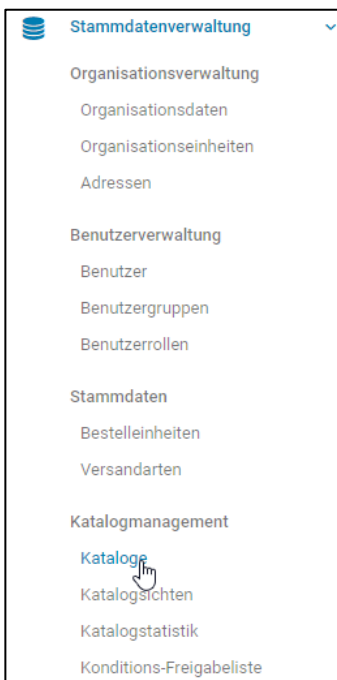 Stammdatenverwaltung
Organisationsverwaltung
Organisationsdaten
Organisationseinheiten
Adressen
Benutzerverwaltung
Benutzer
Benutzergruppen
Benutzerrollen
Stammdaten
Bestelleinheiten
Versandarten
Katalogmanagement
Kataloge
Katalogsichten
Katalogstatistik
Konditions-Freigabeliste